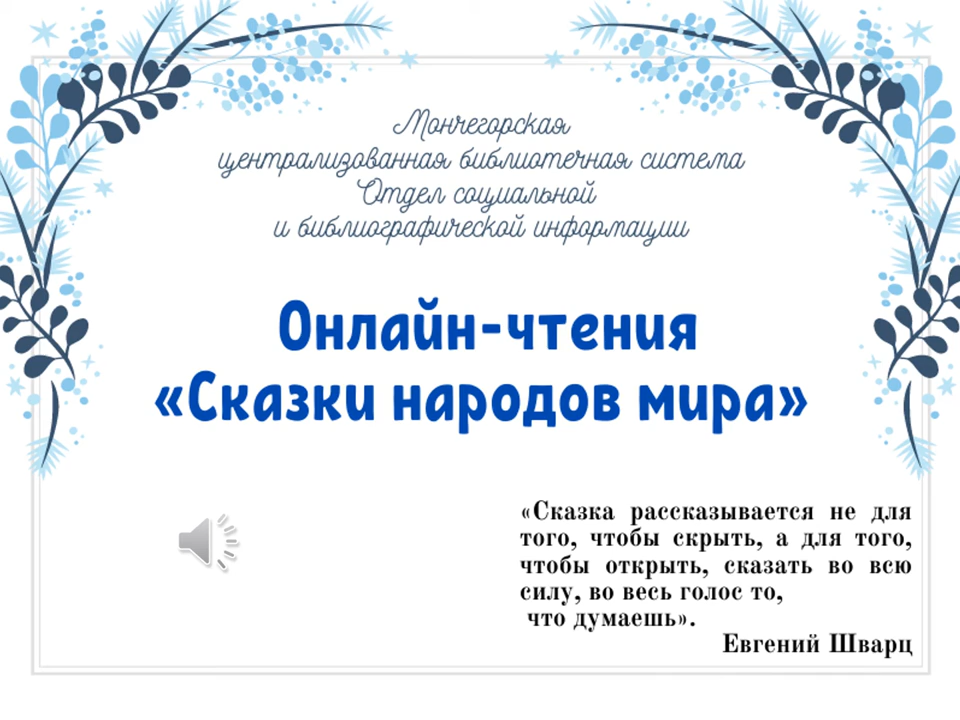 Мончегорская
централизованная библиотечная система
Отдел социальной
и библиографической информации
Онлайн-чтения
«Сказки народов мира»
«Сказка рассказывается не для
того, чтобы скрыть, а для того,
чтобы открыть, сказать во всю
силу, во весь голос то,
что думаешь».
Евгений Шварц